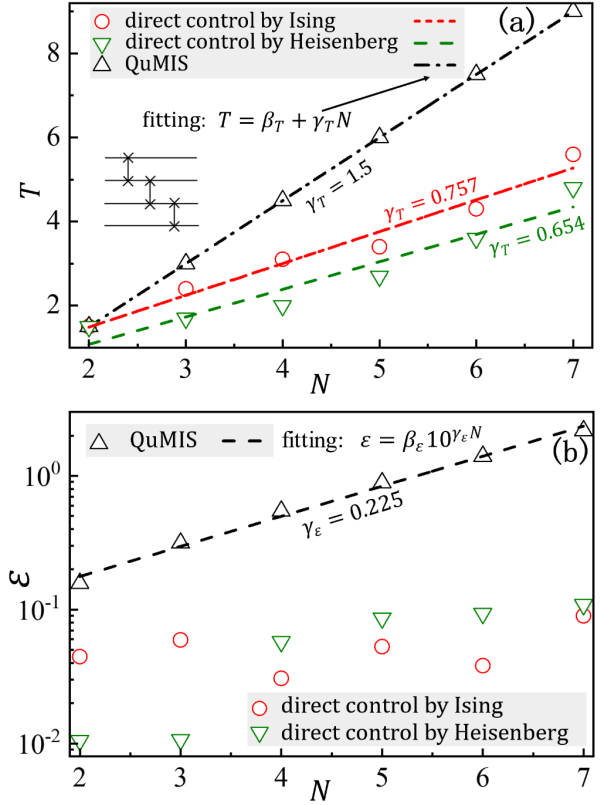 (a)
direct control by Ising
direct control by Heisenberg
QuMIS
fitting: T = β_T + γ_T N
γ_T = 1.5
γ_T = 0.757
γ_T = 0.654
T
8
6
4
2
2 3 4 5 6 7
N
(b)
QuMIS fitting: ε = β_ε 10^{γ_ε N}
γ_ε = 0.225
ε
10^0
10^{-1}
10^{-2}
direct control by Ising
direct control by Heisenberg
2 3 4 5 6 7
N